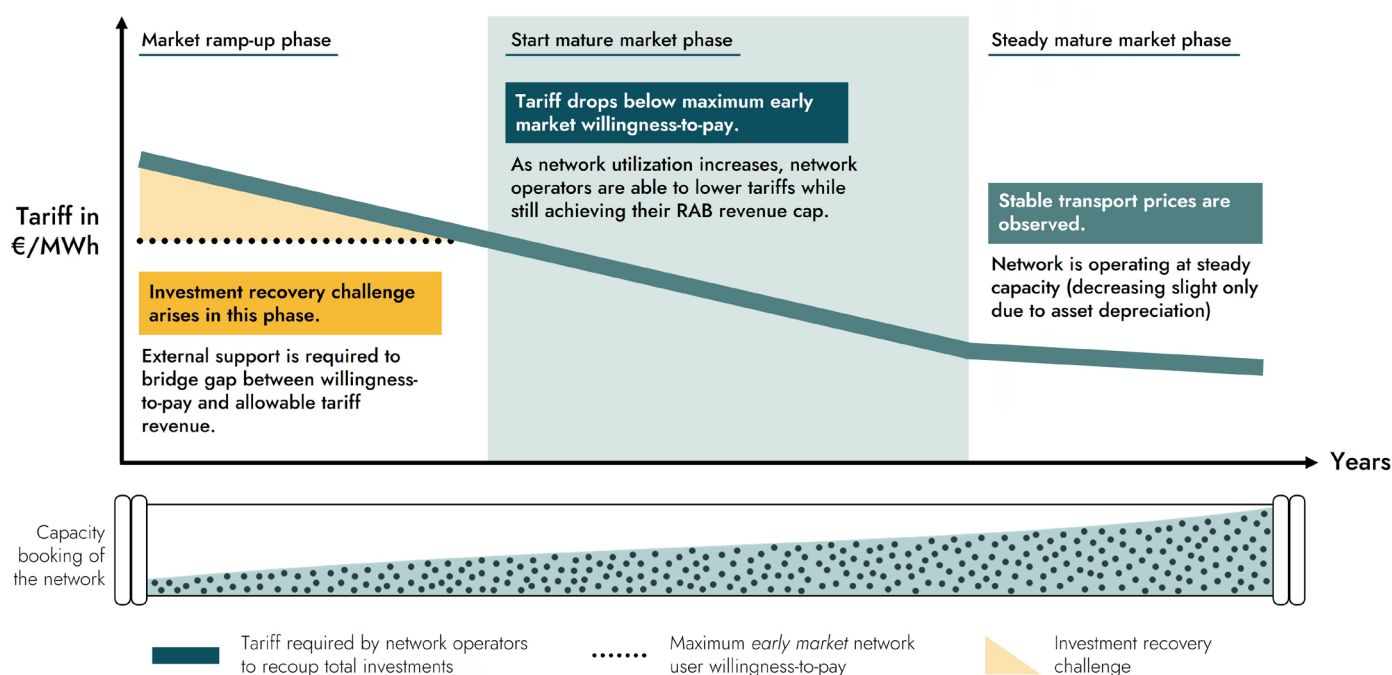 Market ramp-up phase
Start mature market phase
Steady mature market phase
Tariff drops below maximum early
market willingness-to-pay.
As network utilization increases, network
operators are able to lower tariffs while
still achieving their RAB revenue cap.
Stable transport prices are
observed.
Network is operating at steady
capacity (decreasing slight only
due to asset depreciation)
Tariff in
€/MWh
Investment recovery challenge
arises in this phase.
External support is required to
bridge gap between willingness-
to-pay and allowable tariff
revenue.
Years
Capacity
booking of
the network
Tariff required by network operators
to recoup total investments
Maximum early market network
user willingness-to-pay
Investment recovery
challenge